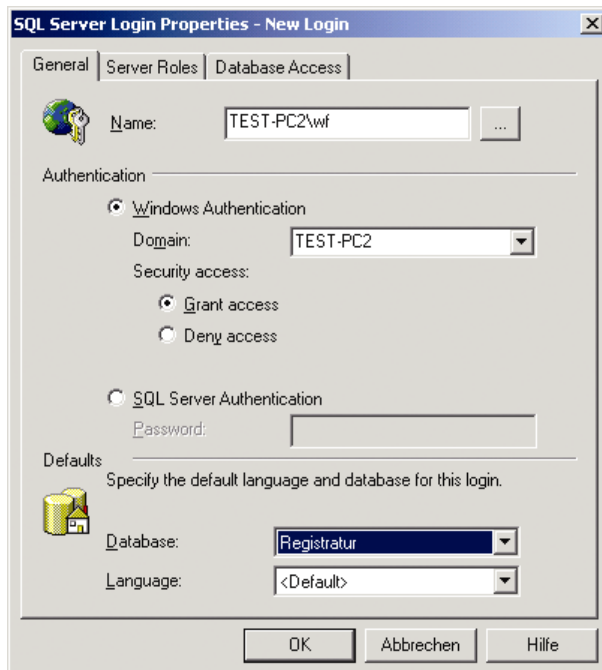 SQL Server Login Properties - New Login
General Server Roles Database Access
Name: TEST-PC2\wf ...
Authentication
Windows Authentication
Domain: TEST-PC2
Security access:
Grant access
Deny access
SQL Server Authentication
Password:
Defaults
Specify the default language and database for this login.
Database: Registratur
Language: <Default>
OK Abbrechen Hilfe